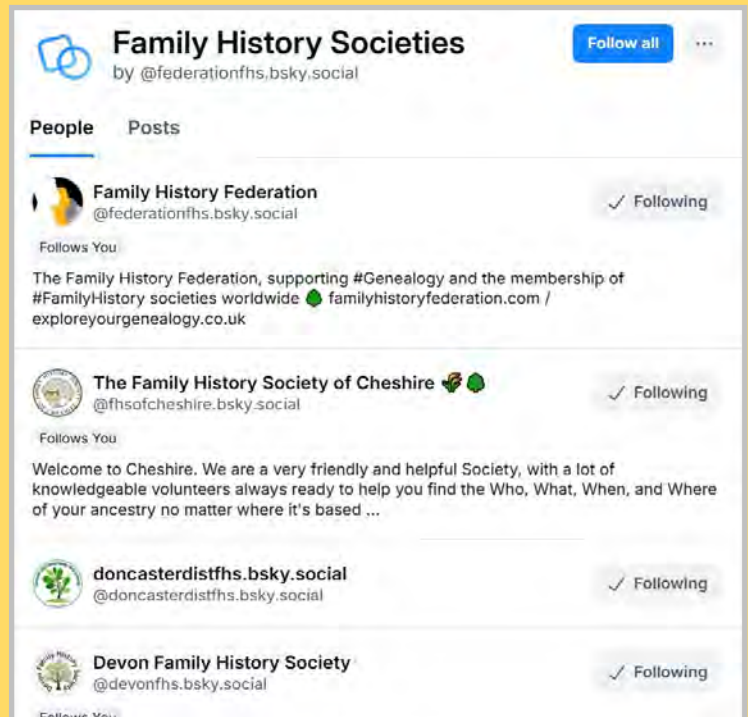 Family History Societies
Follow all
by @federationfhs.bsky.social
People Posts
Family History Federation
@federationfhs.bsky.social
Following
Follows You
The Family History Federation, supporting #Genealogy and the membership of
#FamilyHistory societies worldwide 🌳 familyhistoryfederation.com /
exploreyourgenealogy.co.uk
The Family History Society of Cheshire 🌾🌳
@fhsofcheshire.bsky.social
Following
Follows You
Welcome to Cheshire. We are a very friendly and helpful Society, with a lot of
knowledgeable volunteers always ready to help you find the Who, What, When, and Where
of your ancestry no matter where it's based ...
doncasterdistfhs.bsky.social
@doncasterdistfhs.bsky.social
Following
Devon Family History Society
@devonfhs.bsky.social
Following
Follows You